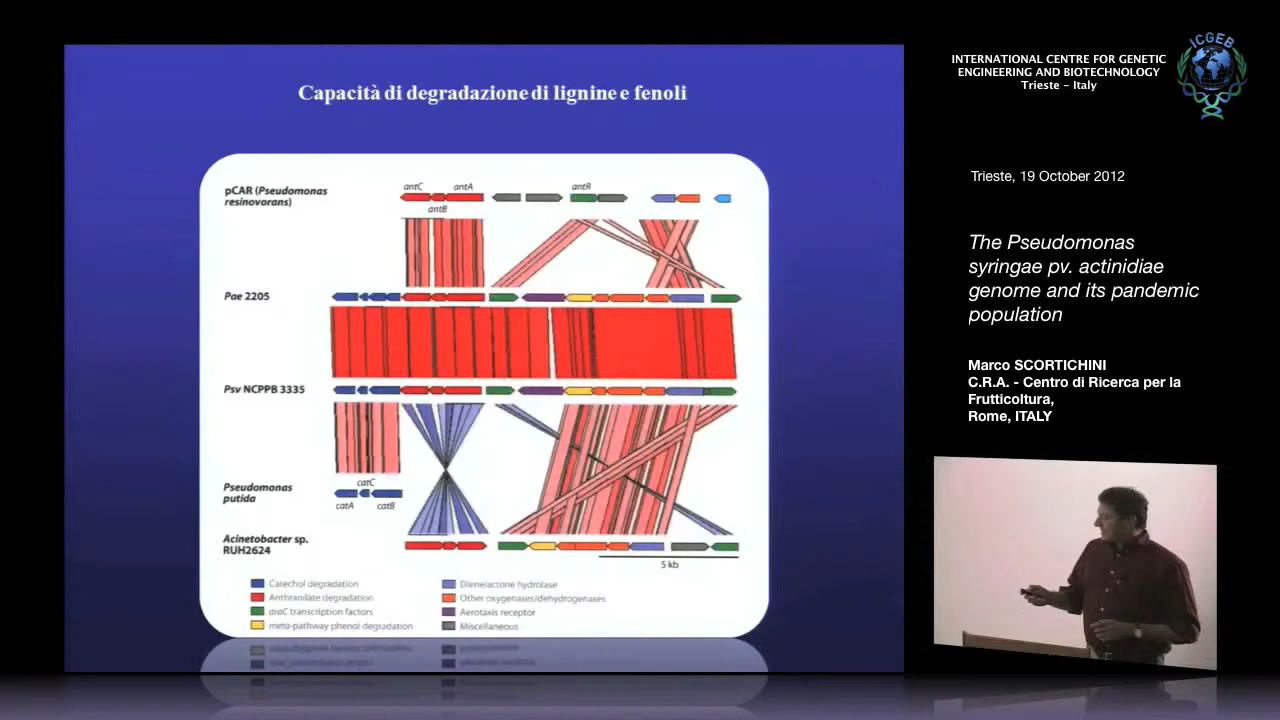 Capacità di degradazione di lignine e fenoli
pCAR (Pseudomonas
resinovorans)
antC
antA
antB
antR
Pae 2205
Psv NCPPB 3335
Pseudomonas
putida
catC
catA
catB
Acinetobacter sp.
RUH2624
5 kb
Catechol degradation
Anthranilate degradation
araC transcription factors
meta-pathway phenol degradation
Dienelactone hydrolase
Other oxygenases/dehydrogenases
Aerotaxis receptor
Miscellaneous
INTERNATIONAL CENTRE FOR GENETIC
ENGINEERING AND BIOTECHNOLOGY
Trieste - Italy
ICGEB
Trieste, 19 October 2012
The Pseudomonas
syringae pv. actinidiae
genome and its pandemic
population
Marco SCORTICHINI
C.R.A. - Centro di Ricerca per la
Frutticoltura,
Rome, ITALY